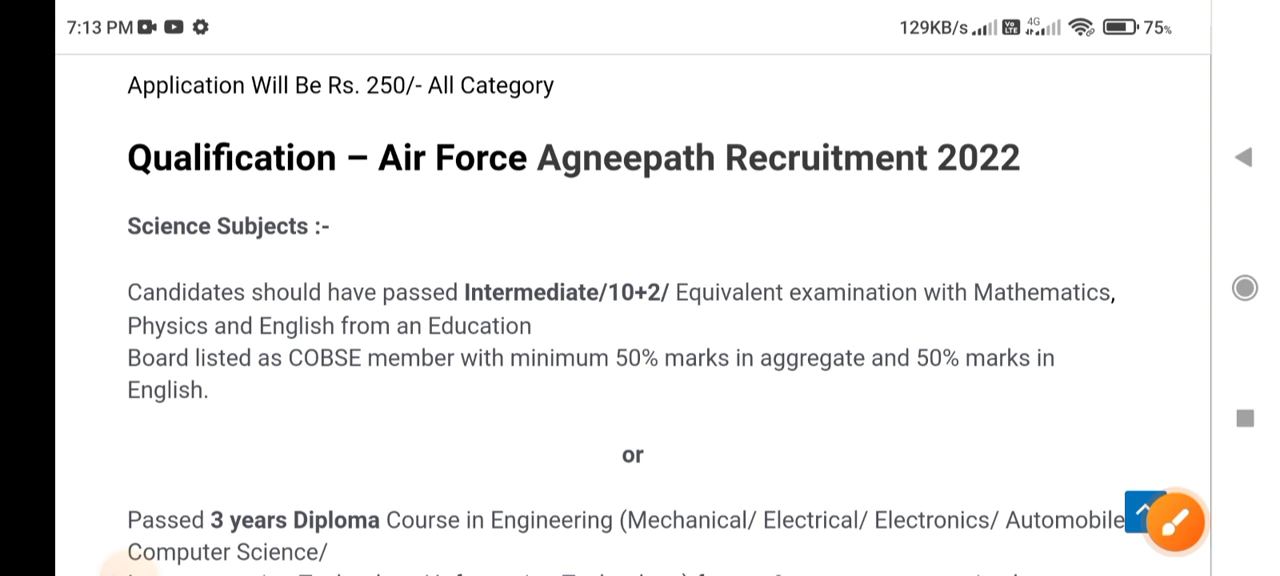 7:13 PM
129KB/s Vo LTE 4G 75%
Application Will Be Rs. 250/- All Category
Qualification – Air Force Agneepath Recruitment 2022
Science Subjects :-
Candidates should have passed Intermediate/10+2/ Equivalent examination with Mathematics,
Physics and English from an Education
Board listed as COBSE member with minimum 50% marks in aggregate and 50% marks in
English.
or
Passed 3 years Diploma Course in Engineering (Mechanical/ Electrical/ Electronics/ Automobile
Computer Science/